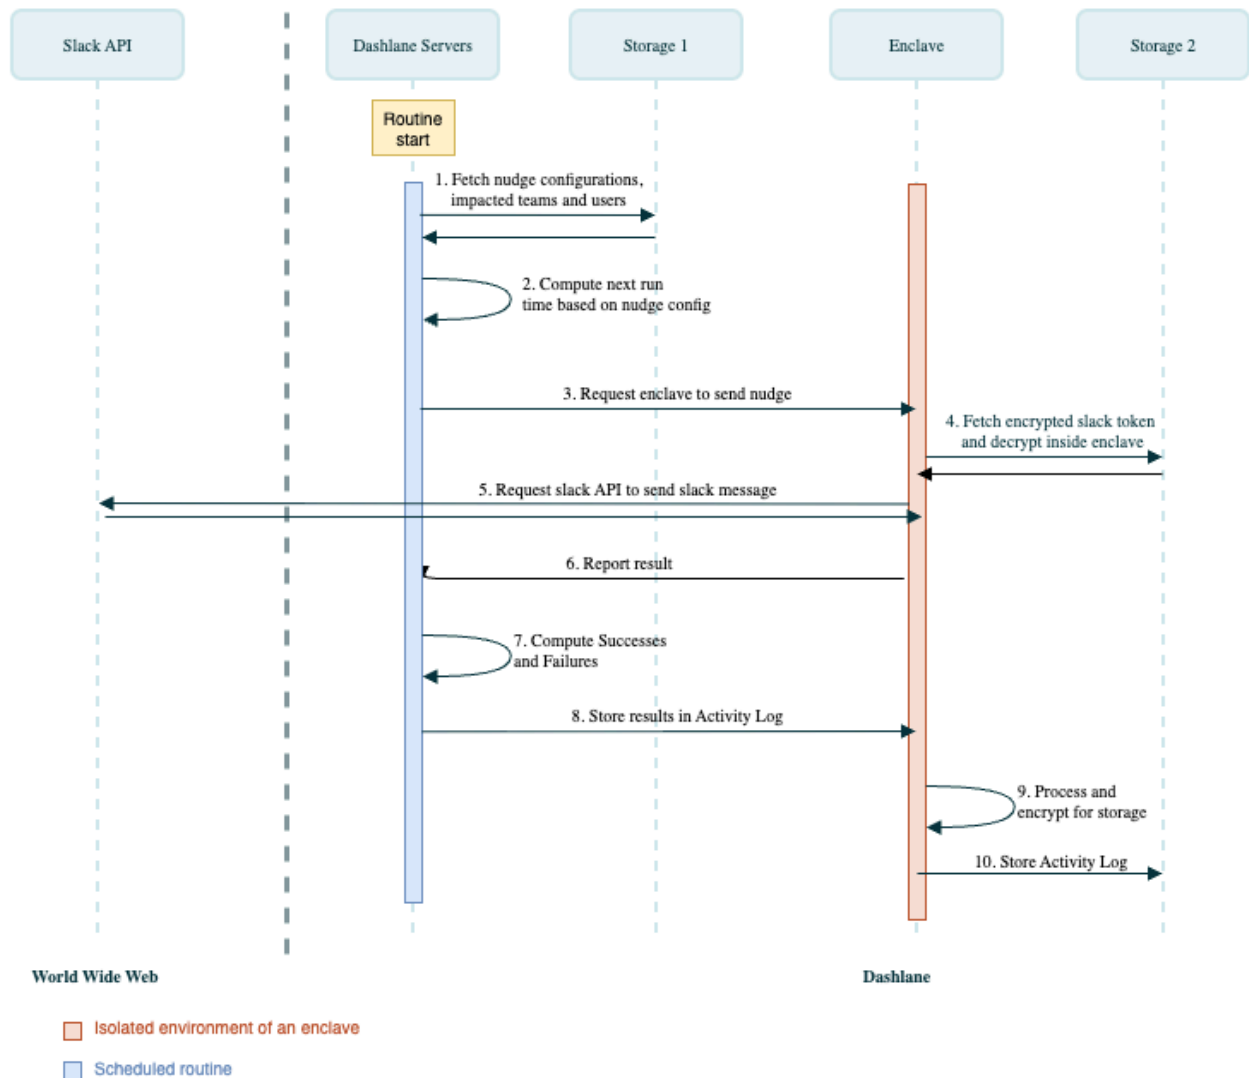 Slack API
Dashlane Servers
Storage 1
Enclave
Storage 2
Routine
start
1. Fetch nudge configurations,
impacted teams and users
2. Compute next run
time based on nudge config
3. Request enclave to send nudge
4. Fetch encrypted slack token
and decrypt inside enclave
5. Request slack API to send slack message
6. Report result
7. Compute Successes
and Failures
8. Store results in Activity Log
9. Process and
encrypt for storage
10. Store Activity Log
World Wide Web
Dashlane
Isolated environment of an enclave
Scheduled routine